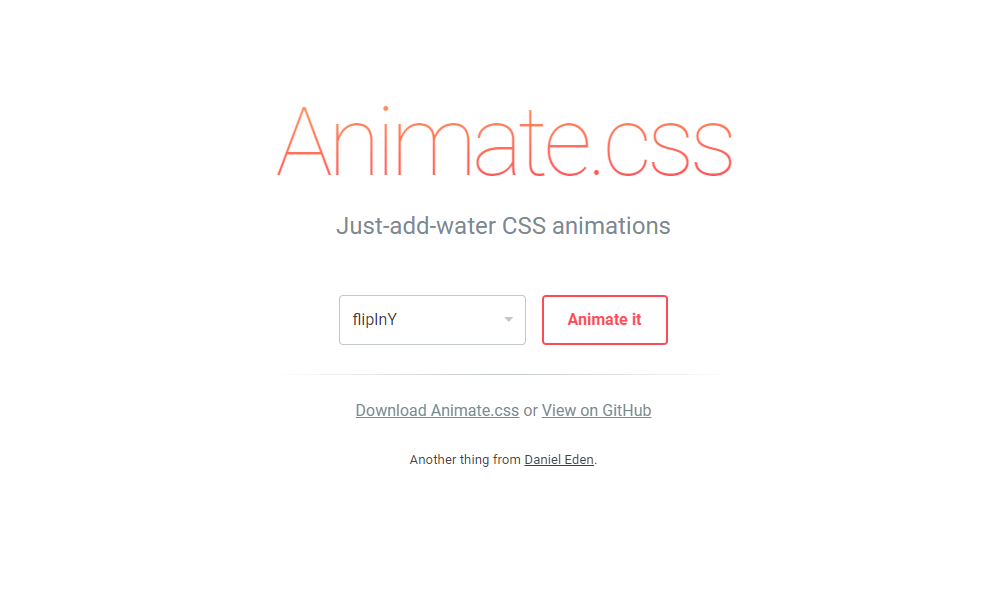 Animate.css
Just-add-water CSS animations
flipInY
Animate it
Download Animate.css or View on GitHub
Another thing from Daniel Eden.